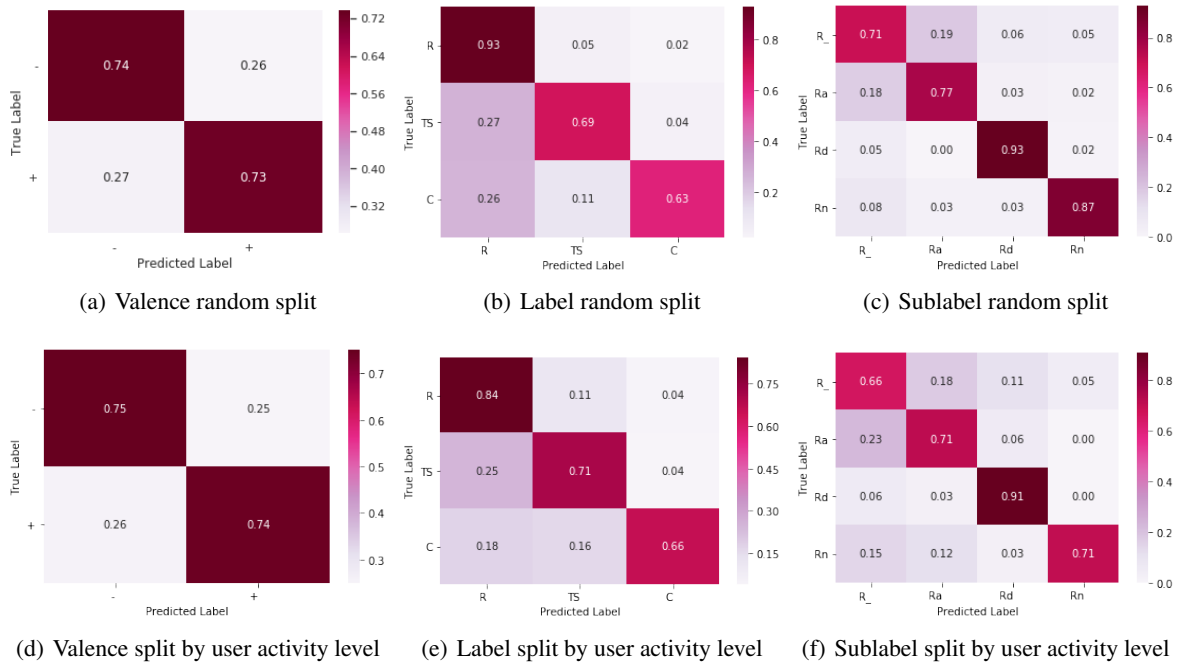 0.72
0.64
0.56
0.48
0.40
0.32
True Label
-
+
0.74 0.26
0.27 0.73
- +
Predicted Label
(a) Valence random split
0.8
0.6
0.4
0.2
True Label
R 0.93 0.05 0.02
TS 0.27 0.69 0.04
C 0.26 0.11 0.63
R TS C
Predicted Label
(b) Label random split
0.8
0.6
0.4
0.2
0.0
True Label
R_ 0.71 0.19 0.06 0.05
Ra 0.18 0.77 0.03 0.02
Rd 0.05 0.00 0.93 0.02
Rn 0.08 0.03 0.03 0.87
R_ Ra Rd Rn
Predicted Label
(c) Sublabel random split
0.7
0.6
0.5
0.4
0.3
True Label
- 0.75 0.25
+ 0.26 0.74
- +
Predicted Label
(d) Valence split by user activity level
0.75
0.60
0.45
0.30
0.15
True Label
R 0.84 0.11 0.04
TS 0.25 0.71 0.04
C 0.18 0.16 0.66
R TS C
Predicted Label
(e) Label split by user activity level
0.8
0.6
0.4
0.2
0.0
True Label
R_ 0.66 0.18 0.11 0.05
Ra 0.23 0.71 0.06 0.00
Rd 0.06 0.03 0.91 0.00
Rn 0.15 0.12 0.03 0.71
R_ Ra Rd Rn
Predicted Label
(f) Sublabel split by user activity level